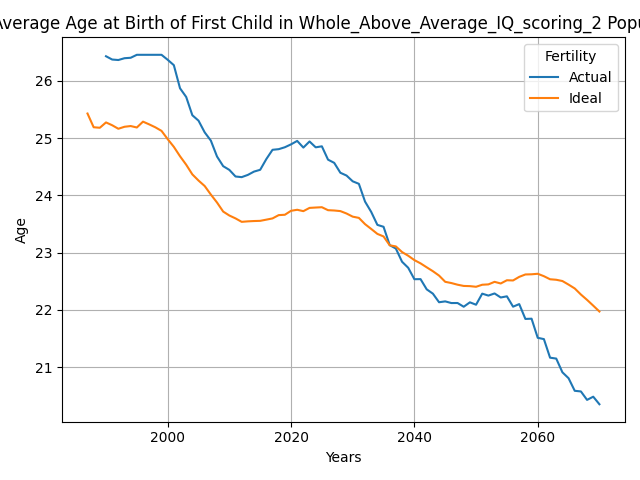 Average Age at Birth of First Child in Whole_Above_Average_IQ_scoring_2
Fertility
Actual
Ideal
26
25
24
23
22
21
Age
2000
2020
2040
2060
Years